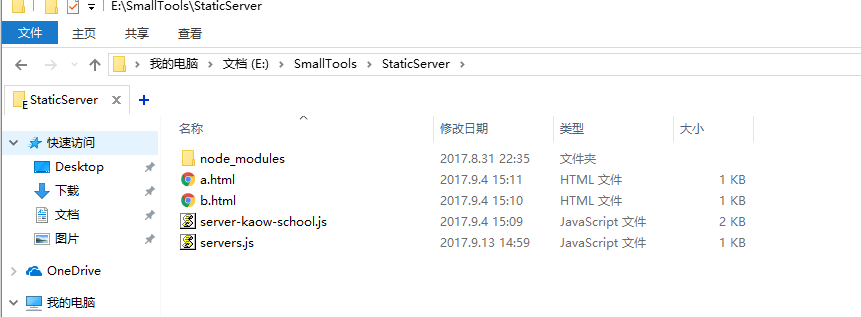 E:\SmallTools\StaticServer
文件 主页 共享 查看
我的电脑 文档 (E:) SmallTools StaticServer
E StaticServer
名称 修改日期 类型 大小
快速访问
node_modules 2017.8.31 22:35 文件夹
Desktop
a.html 2017.9.4 15:11 HTML 文件 1 KB
下载
b.html 2017.9.4 15:10 HTML 文件 1 KB
文档
server-kaow-school.js 2017.9.4 15:09 JavaScript 文件 2 KB
图片
servers.js 2017.9.13 14:59 JavaScript 文件 1 KB
OneDrive
我的电脑